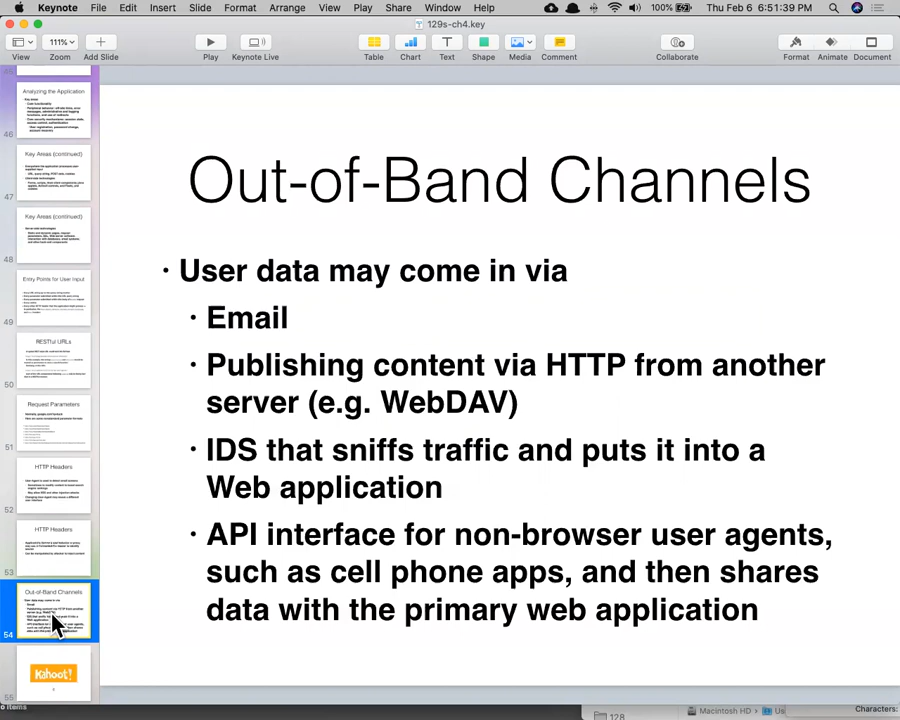 Keynote File Edit Insert Slide Format Arrange View Play Share Window Help 100% Thu Feb 6 6:51:39 PM
129s-ch4.key
111%
View Zoom Add Slide Play Keynote Live Table Chart Text Shape Media Comment Collaborate Format Animate Document
45
Analyzing the Application
46
Key Areas (continued)
47
Key Areas (continued)
48
Entry Points for User Input
49
RESTful URLs
50
Request Parameters
51
HTTP Headers
52
HTTP Headers
53
Out-of-Band Channels
54
Kahoot!
55
Out-of-Band Channels
• User data may come in via
• Email
• Publishing content via HTTP from another
server (e.g. WebDAV)
• IDS that sniffs traffic and puts it into a
Web application
• API interface for non-browser user agents,
such as cell phone apps, and then shares
data with the primary web application
6 items
128
Macintosh HD › Us
Characters: